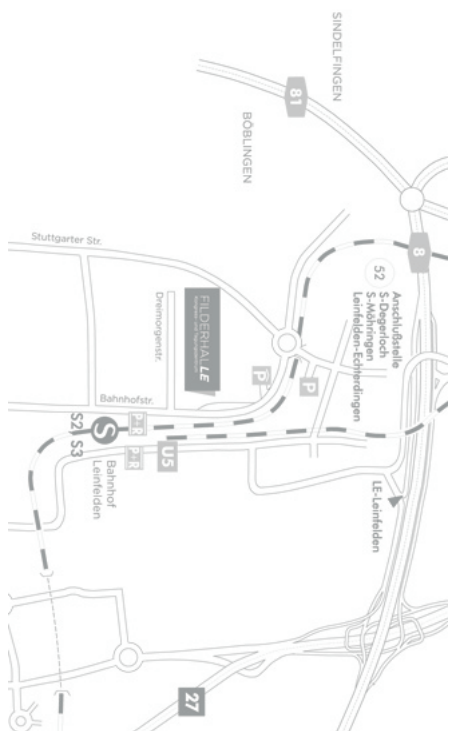 SINDELFINGEN
81
BÖBLINGEN
8
52
Anschlußstelle
S-Degerloch
S-Möhringen
Leinfelden-Echterdingen
Stuttgarter Str.
FILDERHALLE
Dreimorgenstr.
P
P
Bahnhofstr.
P+R
S
S2 S3
P+R
U5
Bahnhof
Leinfelden
LE-Leinfelden
27